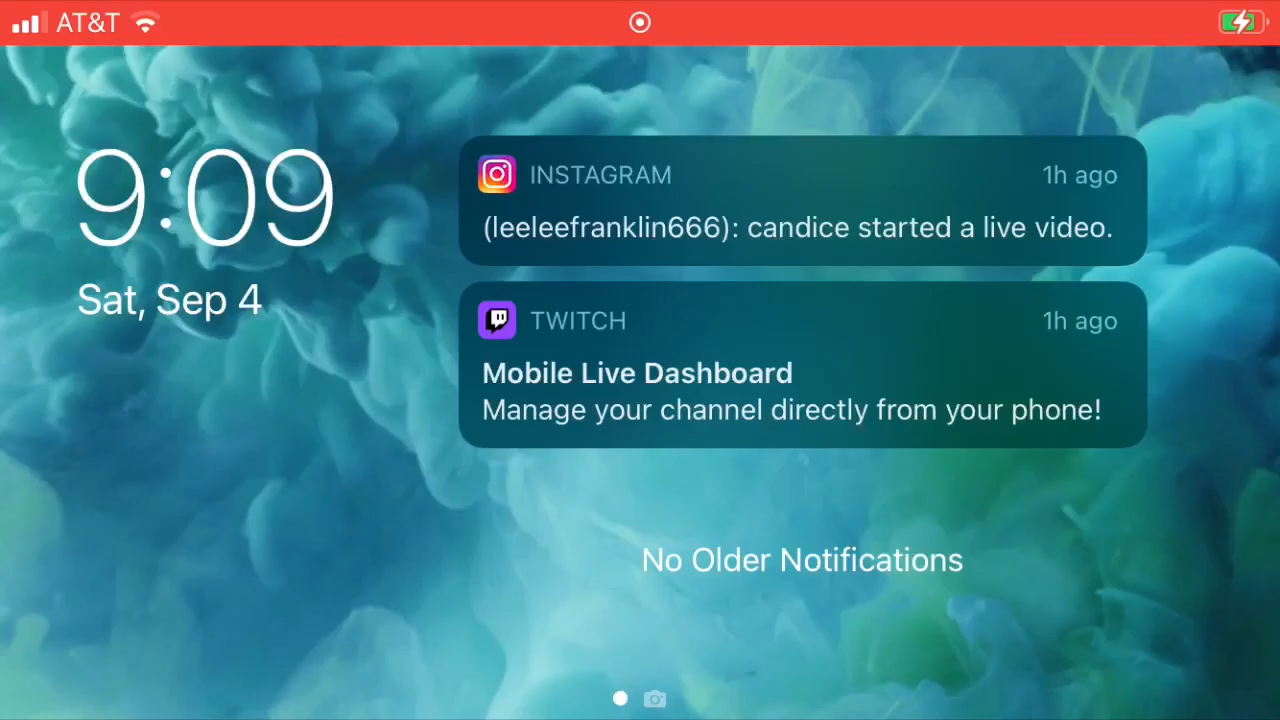 AT&T
9:09
Sat, Sep 4
INSTAGRAM 1h ago
(leeleefranklin666): candice started a live video.
TWITCH 1h ago
Mobile Live Dashboard
Manage your channel directly from your phone!
No Older Notifications